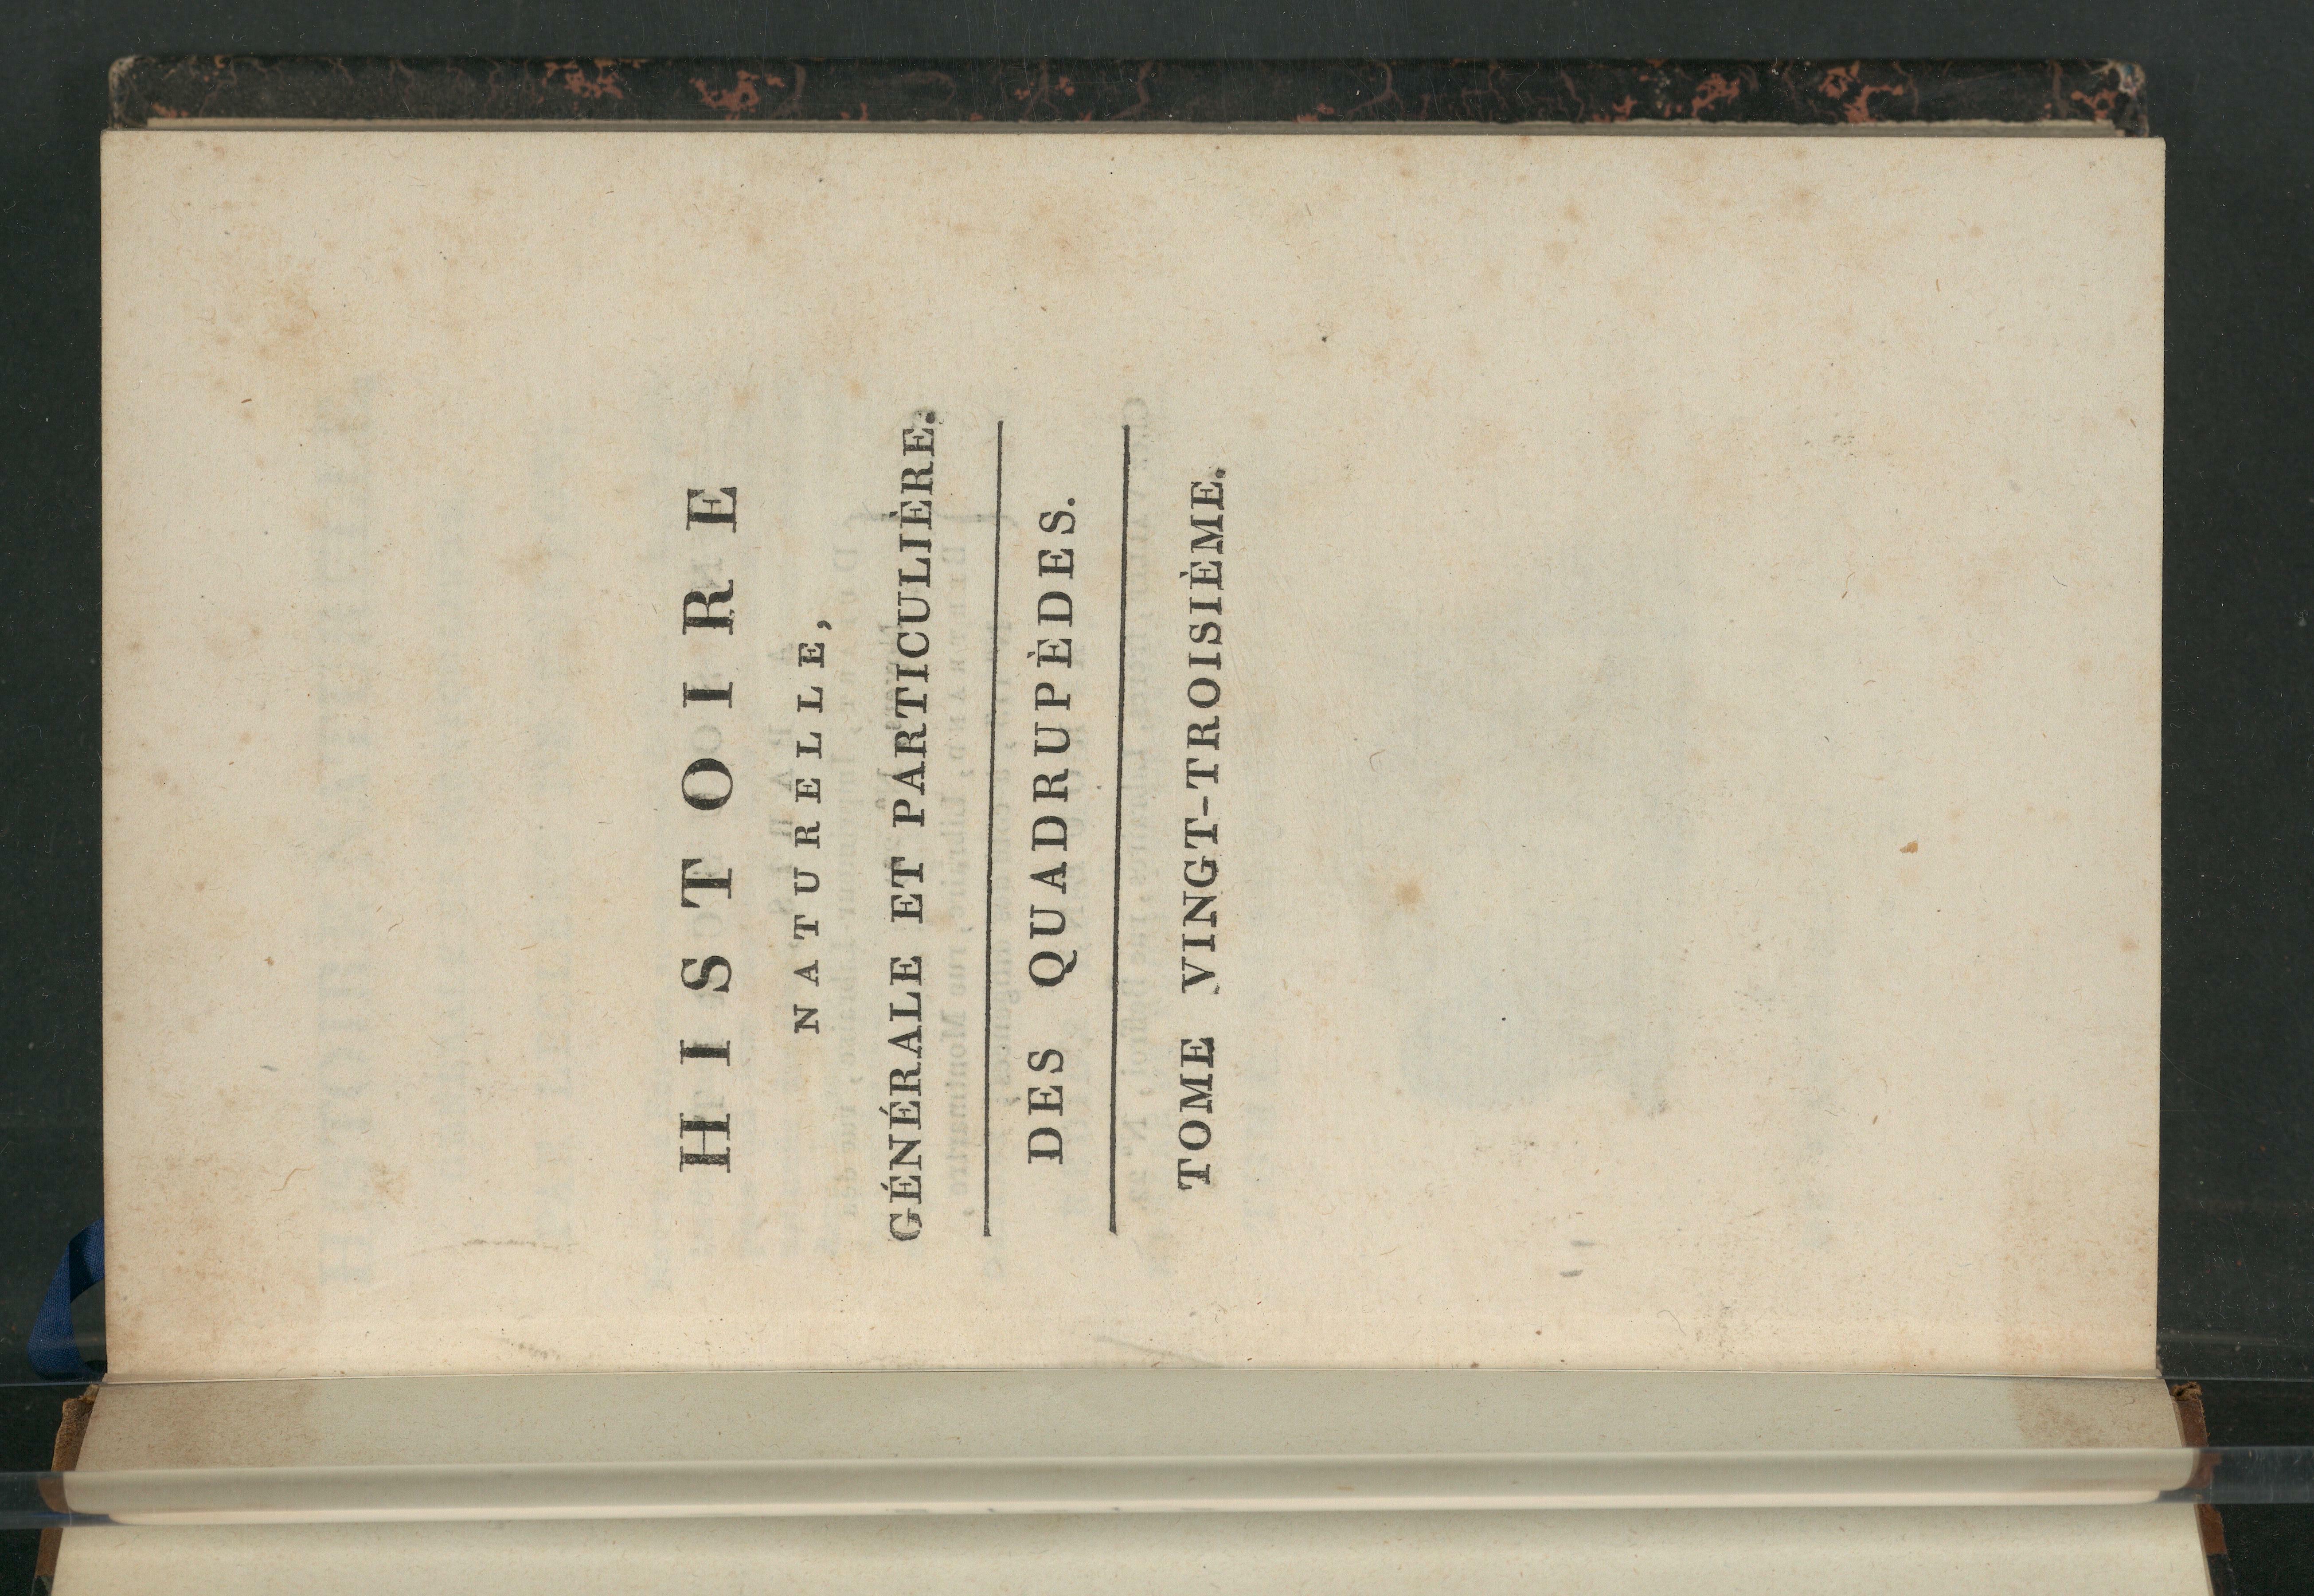 HISTOIRE
NATURELLE,
GÉNÉRALE ET PARTICULIÈRE.
DES QUADRUPÈDES.
TOME VINGT-TROISIÈME.